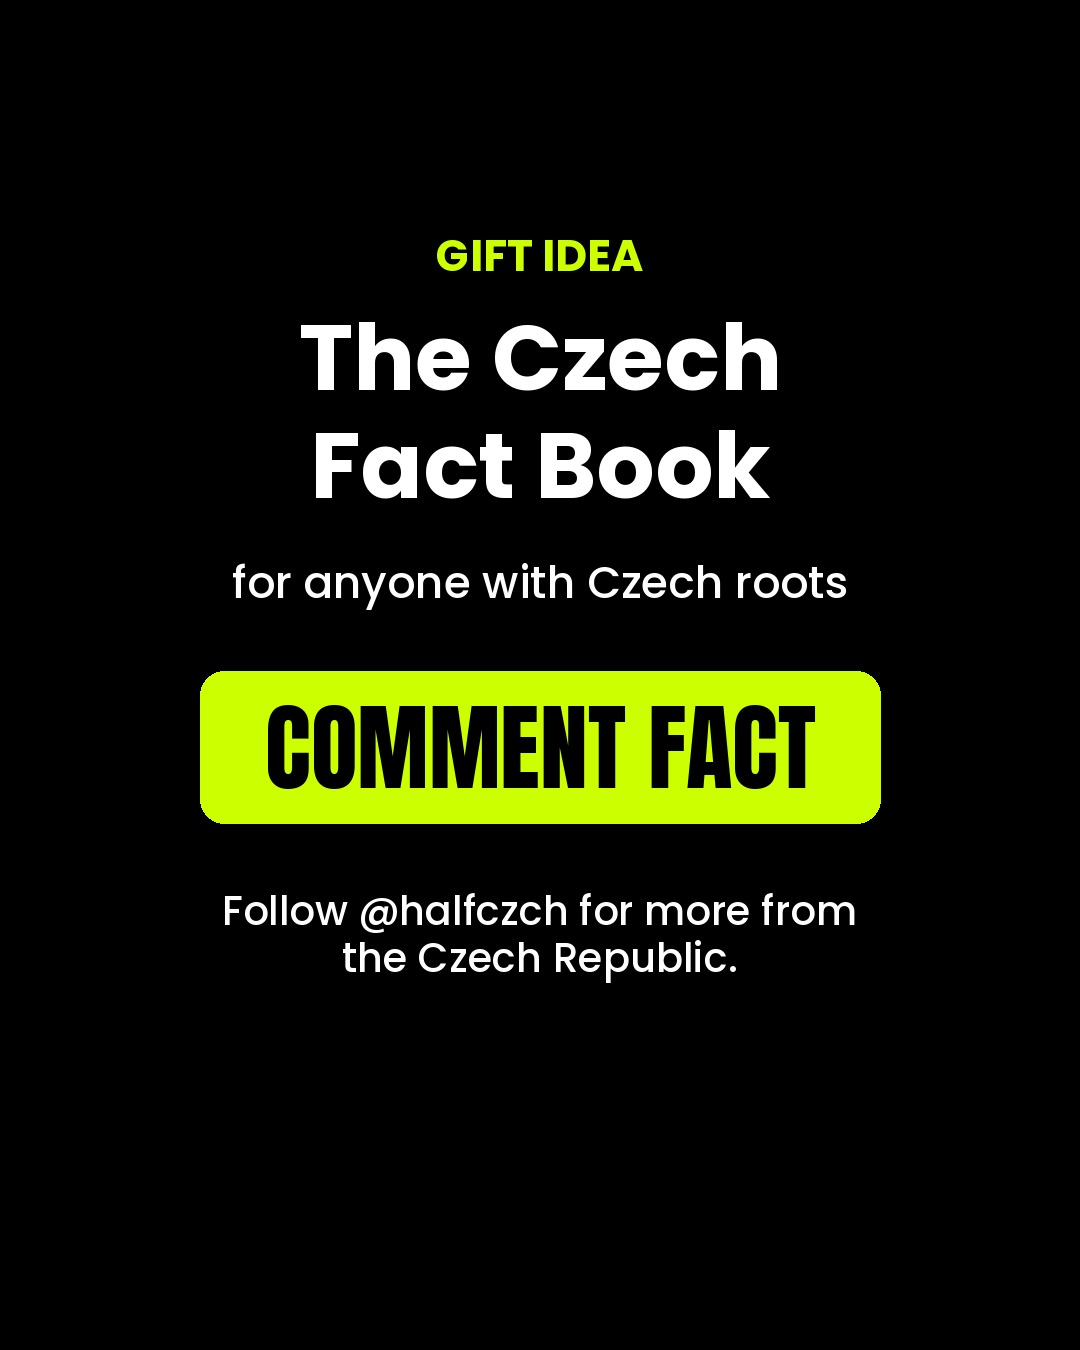 GIFT IDEA
The Czech
Fact Book
for anyone with Czech roots
COMMENT FACT
Follow @halfczch for more from
the Czech Republic.